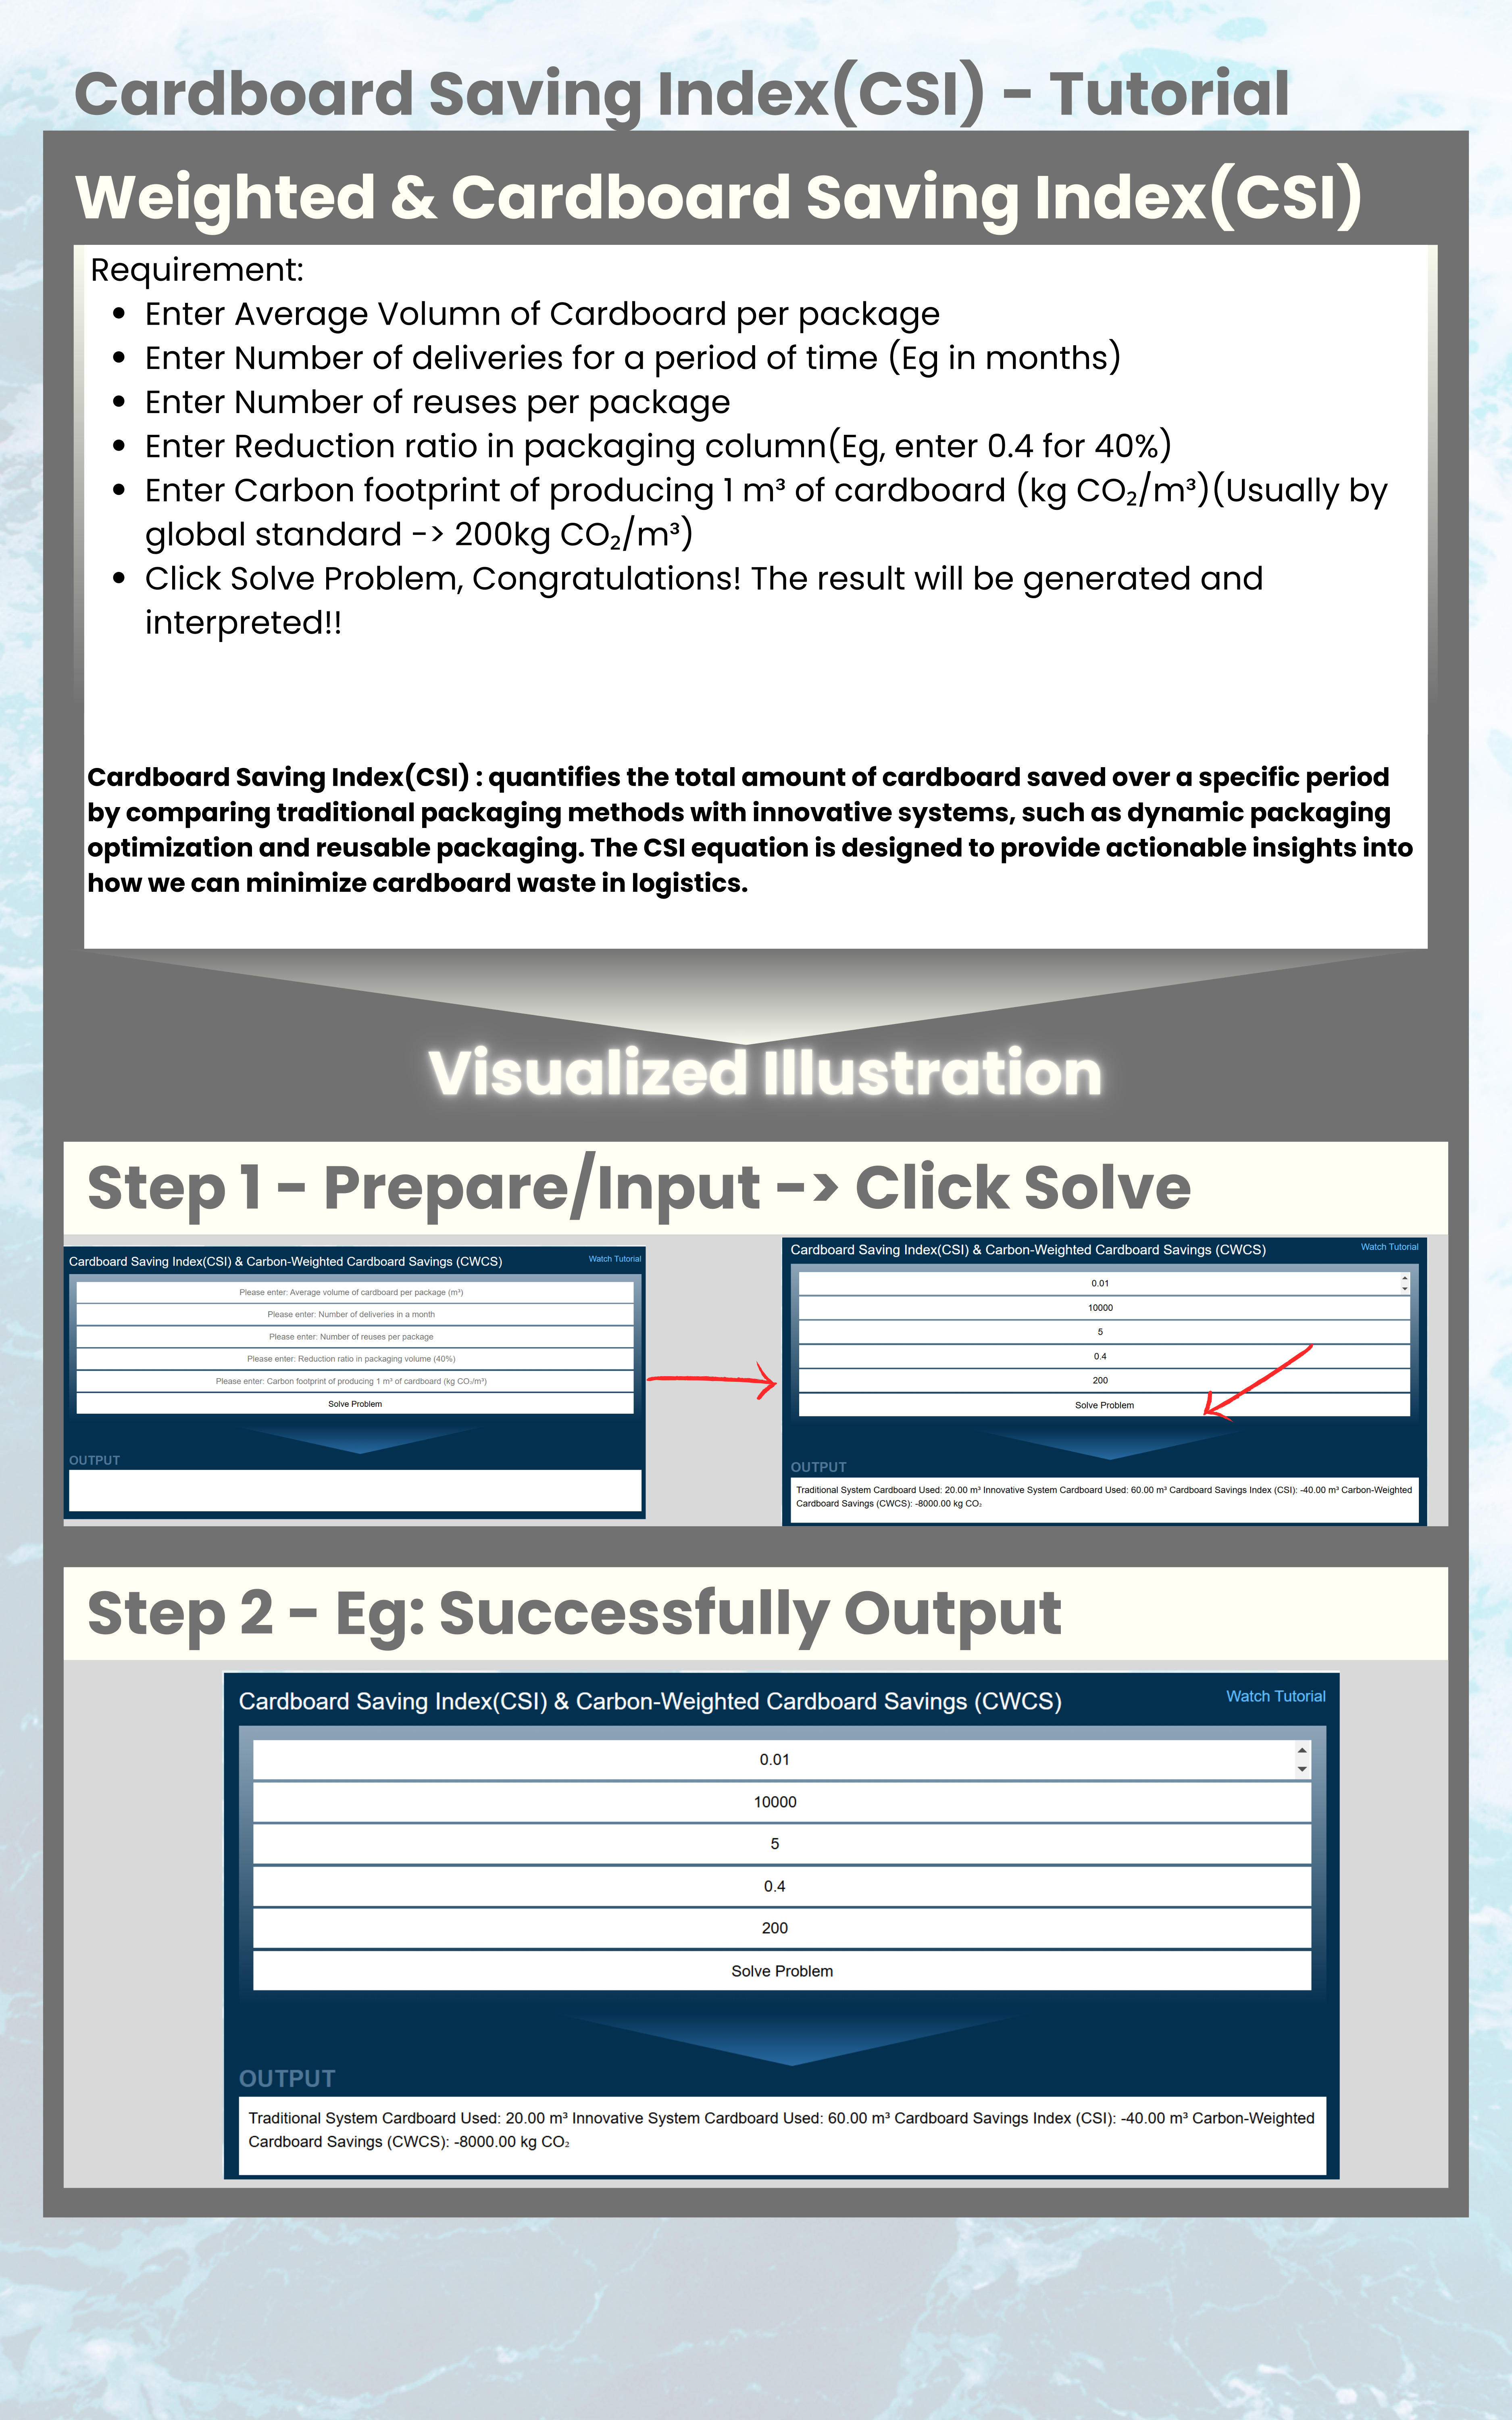 Cardboard Saving Index(CSI) - Tutorial
Weighted & Cardboard Saving Index(CSI)
Requirement:
• Enter Average Volumn of Cardboard per package
• Enter Number of deliveries for a period of time (Eg in months)
• Enter Number of reuses per package
• Enter Reduction ratio in packaging column(Eg, enter 0.4 for 40%)
• Enter Carbon footprint of producing 1 m³ of cardboard (kg CO₂/m³)(Usually by
global standard -> 200kg CO₂/m³)
• Click Solve Problem, Congratulations! The result will be generated and
interpreted!!
Cardboard Saving Index(CSI) : quantifies the total amount of cardboard saved over a specific period
by comparing traditional packaging methods with innovative systems, such as dynamic packaging
optimization and reusable packaging. The CSI equation is designed to provide actionable insights into
how we can minimize cardboard waste in logistics.
Visualized Illustration
Step 1 - Prepare/Input -> Click Solve
Cardboard Saving Index(CSI) & Carbon-Weighted Cardboard Savings (CWCS)
Watch Tutorial
Please enter: Average volume of cardboard per package (m³)
Please enter: Number of deliveries in a month
Please enter: Number of reuses per package
Please enter: Reduction ratio in packaging volume (40%)
Please enter: Carbon footprint of producing 1 m³ of cardboard (kg CO₂/m³)
Solve Problem
OUTPUT
Cardboard Saving Index(CSI) & Carbon-Weighted Cardboard Savings (CWCS)
Watch Tutorial
0.01
10000
5
0.4
200
Solve Problem
OUTPUT
Traditional System Cardboard Used: 20.00 m³ Innovative System Cardboard Used: 60.00 m³ Cardboard Savings Index (CSI): -40.00 m³ Carbon-Weighted
Cardboard Savings (CWCS): -8000.00 kg CO₂
Step 2 - Eg: Successfully Output
Cardboard Saving Index(CSI) & Carbon-Weighted Cardboard Savings (CWCS)
Watch Tutorial
0.01
10000
5
0.4
200
Solve Problem
OUTPUT
Traditional System Cardboard Used: 20.00 m³ Innovative System Cardboard Used: 60.00 m³ Cardboard Savings Index (CSI): -40.00 m³ Carbon-Weighted
Cardboard Savings (CWCS): -8000.00 kg CO₂